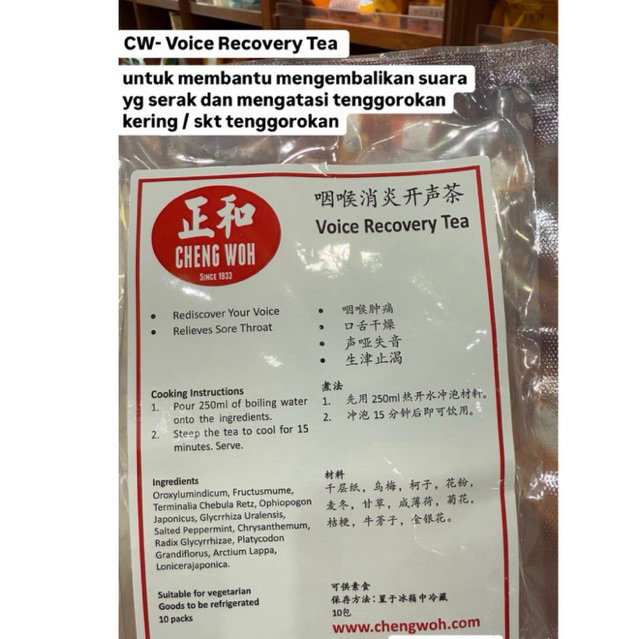 CW- Voice Recovery Tea
untuk membantu mengembalikan suara
yg serak dan mengatasi tenggorokan
kering / skt tenggorokan
正和
CHENG WOH
SINCE 1933
咽喉消炎开声茶
Voice Recovery Tea
• Rediscover Your Voice
• Relieves Sore Throat
• 咽喉肿痛
• 口舌干燥
• 声哑失音
• 生津止渴
Cooking Instructions
1. Pour 250ml of boiling water
onto the ingredients.
2. Steep the tea to cool for 15
minutes. Serve.
煮法
1. 先用 250ml 热开水冲泡材料。
2. 冲泡 15 分钟后即可饮用。
Ingredients
Oroxylumindicum, Fructusmume,
Terminalia Chebula Retz, Ophiopogon
Japonicus, Glycrrhiza Uralensis,
Salted Peppermint, Chrysanthemum,
Radix Glycyrrhizae, Platycodon
Grandiflorus, Arctium Lappa,
Lonicerajaponica.
材料
千层纸，乌梅，柯子，花粉，
麦冬，甘草，咸薄荷，菊花，
桔梗，牛蒡子，金银花。
Suitable for vegetarian
Goods to be refrigerated
10 packs
可供素食
保存方法：置于冰箱中冷藏
10包
www.chengwoh.com